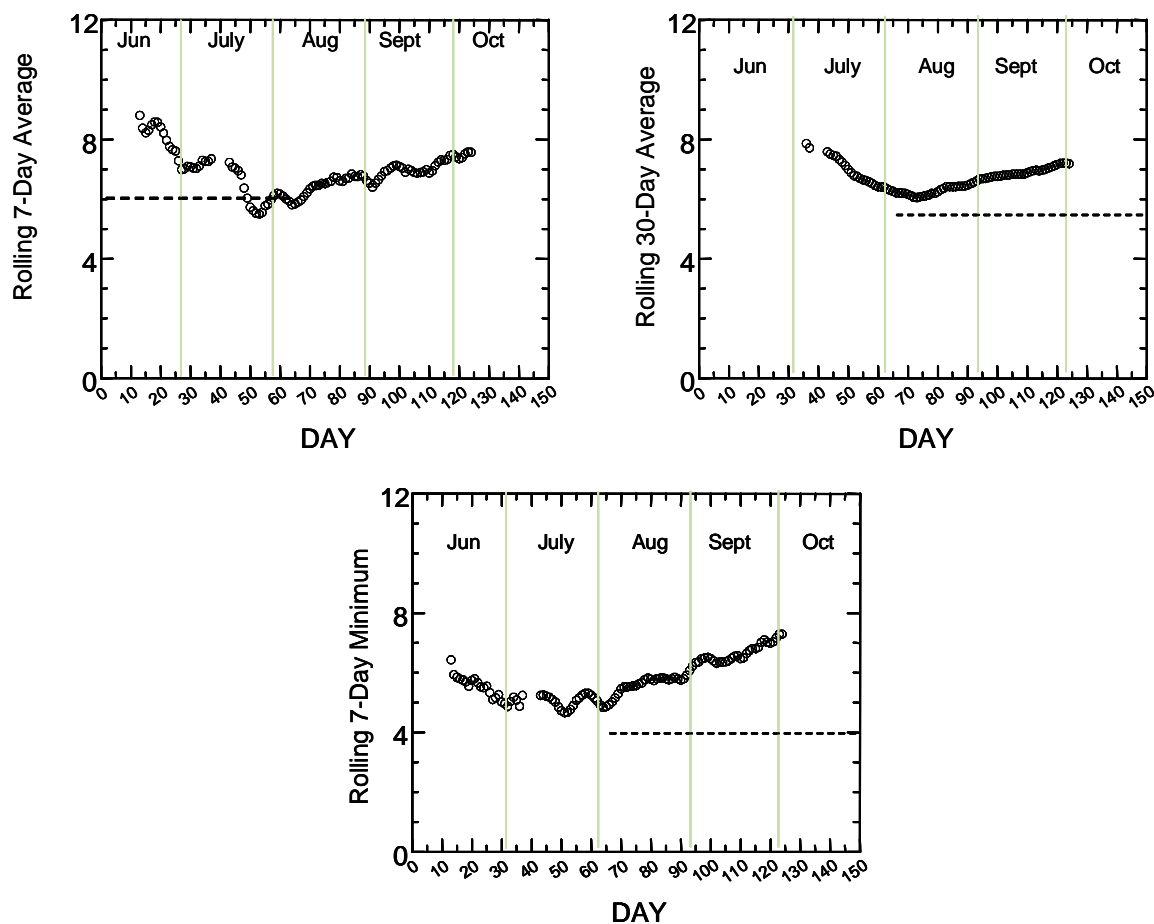 Rolling 7-Day Average
12
8
4
0
Jun July Aug Sept Oct
0 10 20 30 40 50 60 70 80 90 100 110 120 130 140 150
DAY
Rolling 30-Day Average
12
8
4
0
Jun July Aug Sept Oct
0 10 20 30 40 50 60 70 80 90 100 110 120 130 140 150
DAY
Rolling 7-Day Minimum
12
8
4
0
Jun July Aug Sept Oct
0 10 20 30 40 50 60 70 80 90 100 110 120 130 140 150
DAY